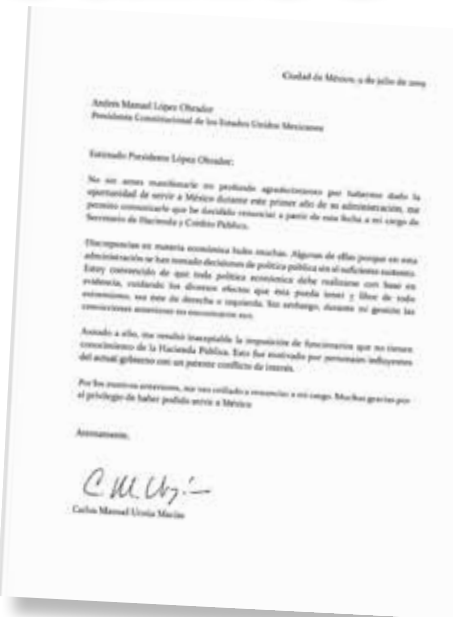 Ciudad de México, 9 de julio de 2019
Andrés Manuel López Obrador
Presidente Constitucional de los Estados Unidos Mexicanos
Estimado Presidente López Obrador:
No sin antes manifestarle mi profundo agradecimiento por haberme dado la
oportunidad de servir a México durante este primer año de su administración, me
permito comunicarle que he decidido renunciar a partir de esta fecha a mi cargo de
Secretario de Hacienda y Crédito Público.
Discrepancias en materia económica hubo muchas. Algunas de ellas porque en esta
administración se han tomado decisiones de política pública sin el suficiente sustento.
Estoy convencido de que toda política económica debe realizarse con base en
evidencia, cuidando los diversos efectos que ésta pueda tener y libre de todo
extremismo, sea éste de derecha o izquierda. Sin embargo, durante mi gestión las
convicciones anteriores no encontraron eco.
Aunado a ello, me resultó inaceptable la imposición de funcionarios que no tienen
conocimiento de la Hacienda Pública. Esto fue motivado por personajes influyentes
del actual gobierno con un patente conflicto de interés.
Por los motivos anteriores, me veo orillado a renunciar a mi cargo. Muchas gracias por
el privilegio de haber podido servir a México
Atentamente,
Carlos Manuel Urzúa Macías